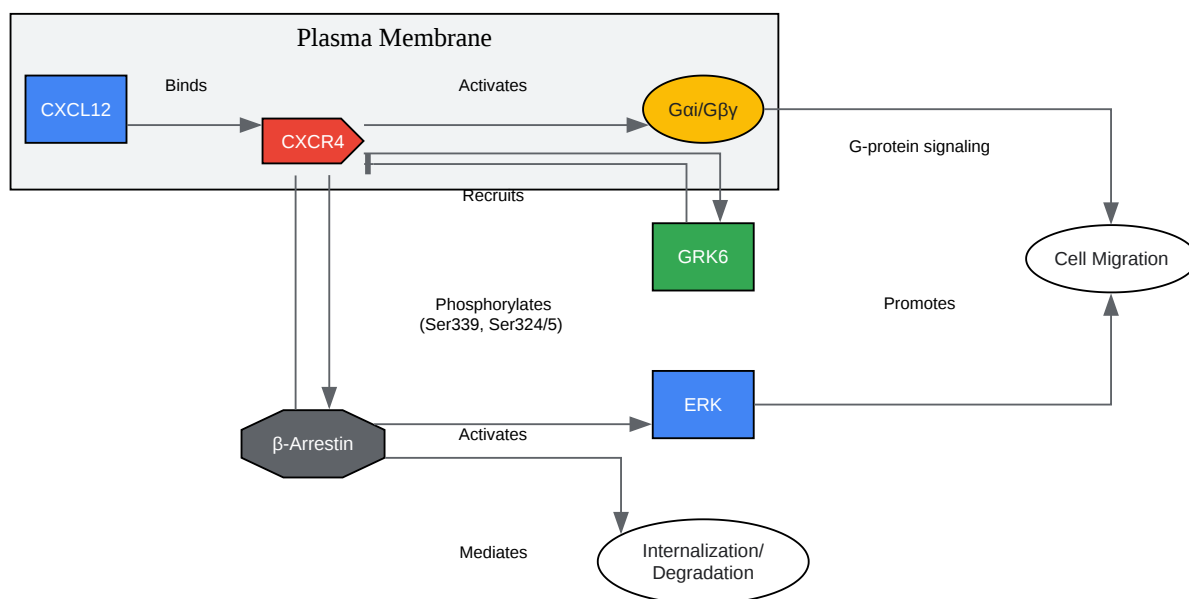 Plasma Membrane
Binds
Activates
CXCL12
Gαi/Gβγ
CXCR4
G-protein signaling
Recruits
GRK6
Cell Migration
Phosphorylates
(Ser339, Ser324/5)
Promotes
ERK
β-Arrestin
Activates
Mediates
Internalization/
Degradation